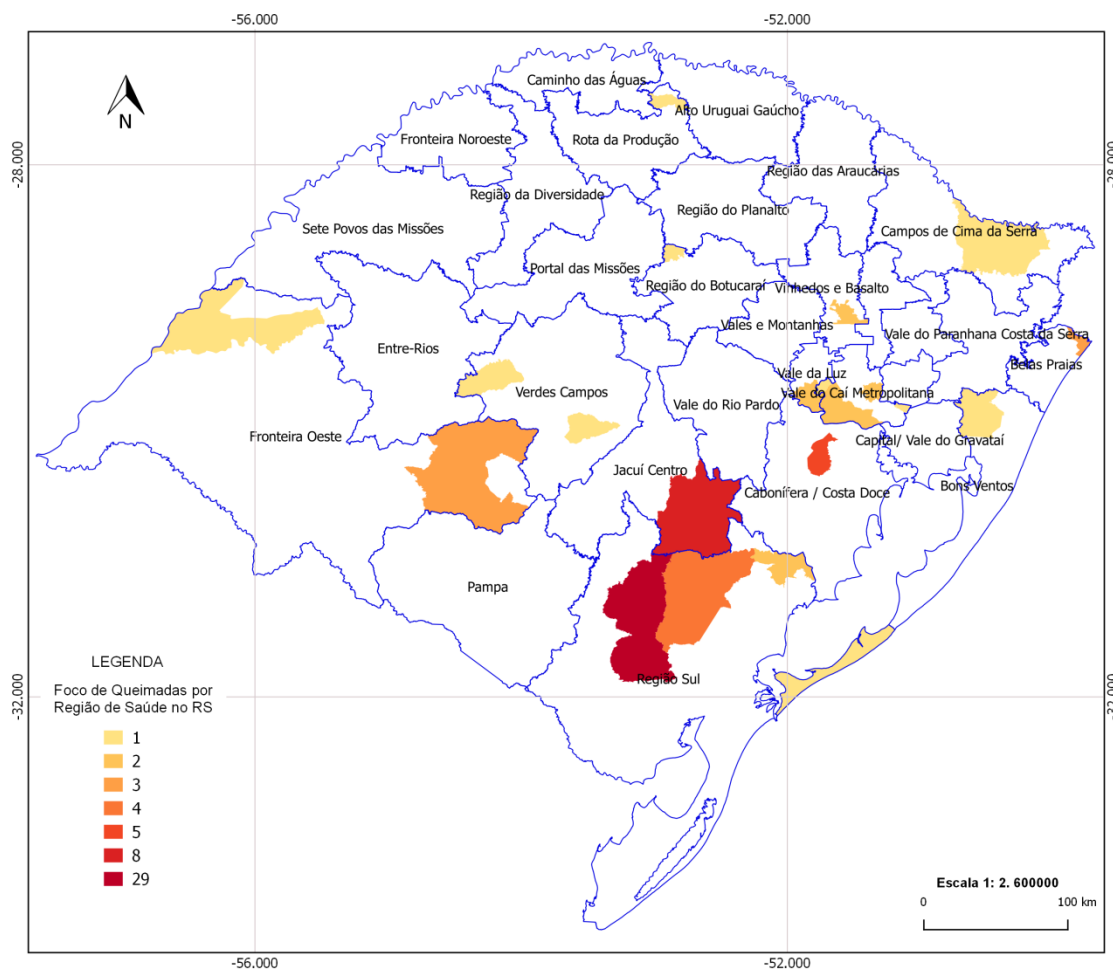 -56.000
-52.000
N
-28.000
-28.000
Caminho das Águas
Alto Uruguai Gaúcho
Fronteira Noroeste
Rota da Produção
Região das Araucárias
Região da Diversidade
Região do Planalto
Sete Povos das Missões
Campos de Cima da Serra
Portal das Missões
Região do Botucaraí
Vinhedos e Basalto
Vales e Montanhas
Vale do Paranhana Costa da Serra
Entre-Rios
Belas Praias
Vale da Luz
Verdes Campos
Vale do Caí Metropolitana
Vale do Rio Pardo
Fronteira Oeste
Capital/ Vale do Gravataí
Jacuí Centro
Cabonífera / Costa Doce
Bons Ventos
Pampa
Região Sul
-32.000
-32.000
LEGENDA
Foco de Queimadas por
Região de Saúde no RS
1
2
3
4
5
8
29
Escala 1: 2. 600000
0
100 km
-56.000
-52.000